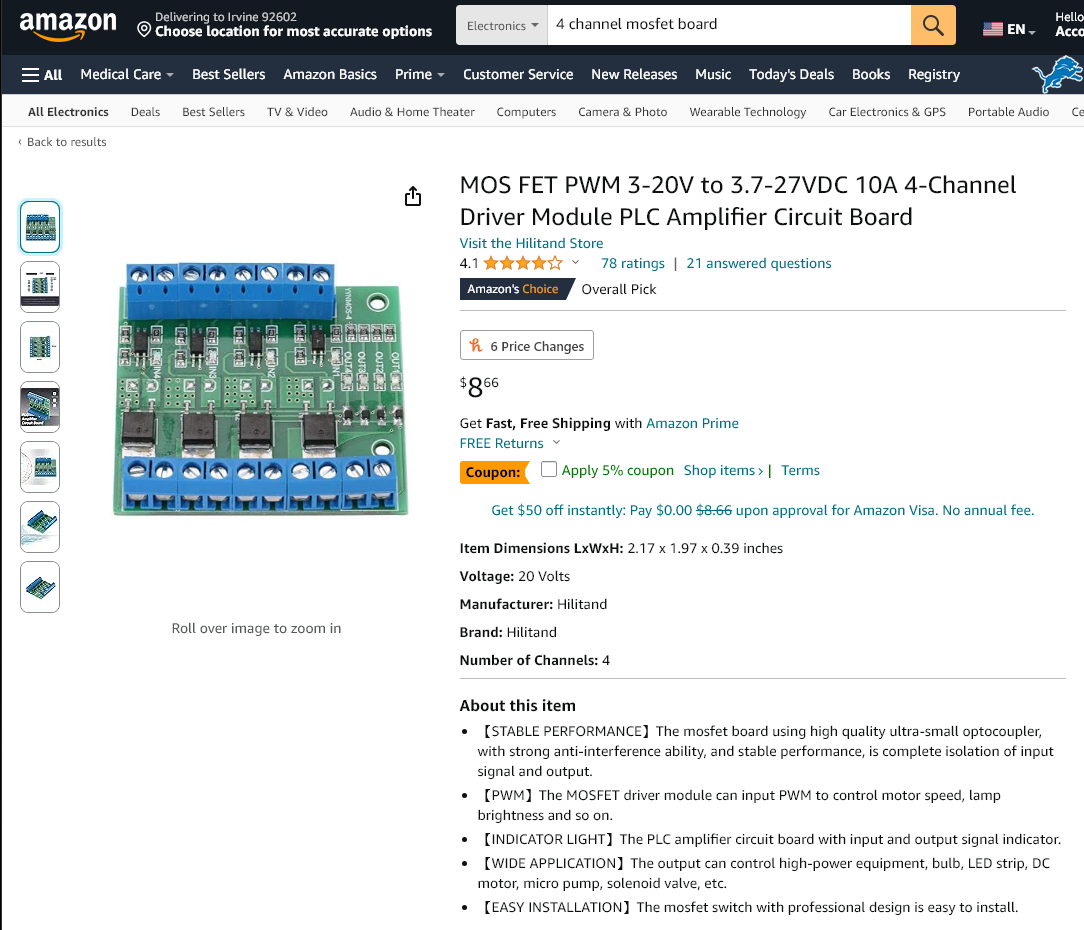 amazon
Delivering to Irvine 92602
Choose location for most accurate options
Electronics
4 channel mosfet board
EN
Hello
Acco
All
Medical Care
Best Sellers
Amazon Basics
Prime
Customer Service
New Releases
Music
Today's Deals
Books
Registry
All Electronics
Deals
Best Sellers
TV & Video
Audio & Home Theater
Computers
Camera & Photo
Wearable Technology
Car Electronics & GPS
Portable Audio
Ce
‹ Back to results
MOS FET PWM 3-20V to 3.7-27VDC 10A 4-Channel
Driver Module PLC Amplifier Circuit Board
Visit the Hilitand Store
4.1
78 ratings | 21 answered questions
Amazon's Choice
Overall Pick
6 Price Changes
$866
Get Fast, Free Shipping with Amazon Prime
FREE Returns
Coupon:
Apply 5% coupon Shop items › | Terms
Get $50 off instantly: Pay $0.00 $8.66 upon approval for Amazon Visa. No annual fee.
Item Dimensions LxWxH: 2.17 x 1.97 x 0.39 inches
Voltage: 20 Volts
Manufacturer: Hilitand
Brand: Hilitand
Number of Channels: 4
IN4
IN3
IN2
IN1
OUT4
OUT3
OUT2
OUT1
Roll over image to zoom in
About this item
• 【STABLE PERFORMANCE】The mosfet board using high quality ultra-small optocoupler,
with strong anti-interference ability, and stable performance, is complete isolation of input
signal and output.
• 【PWM】The MOSFET driver module can input PWM to control motor speed, lamp
brightness and so on.
• 【INDICATOR LIGHT】The PLC amplifier circuit board with input and output signal indicator.
• 【WIDE APPLICATION】The output can control high-power equipment, bulb, LED strip, DC
motor, micro pump, solenoid valve, etc.
• 【EASY INSTALLATION】The mosfet switch with professional design is easy to install.